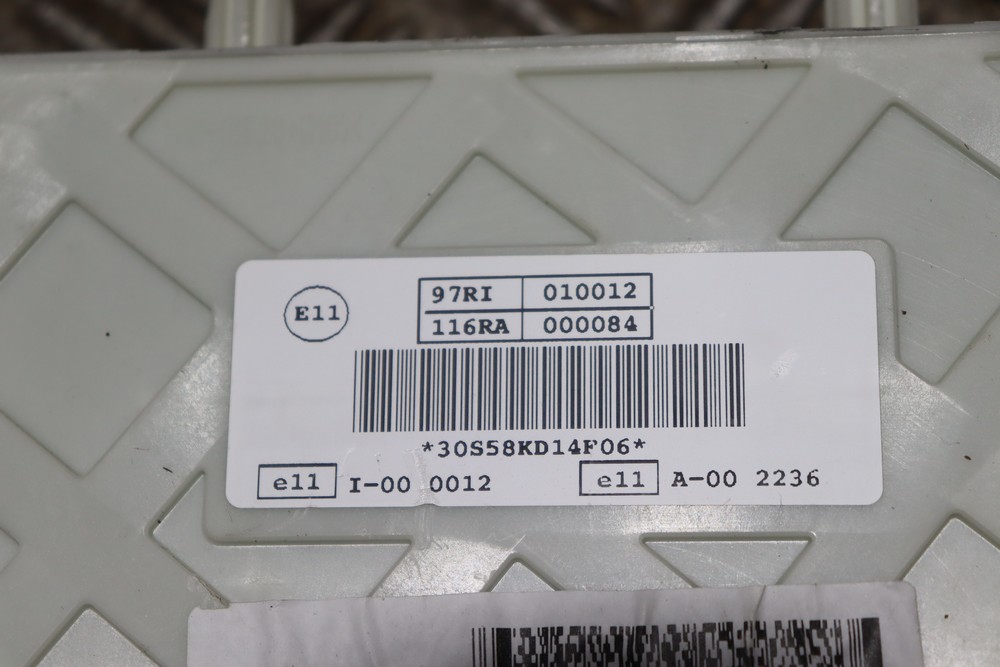 E11
97RI 010012
116RA 000084
*30S58KD14F06*
e11 I-00 0012 e11 A-00 2236